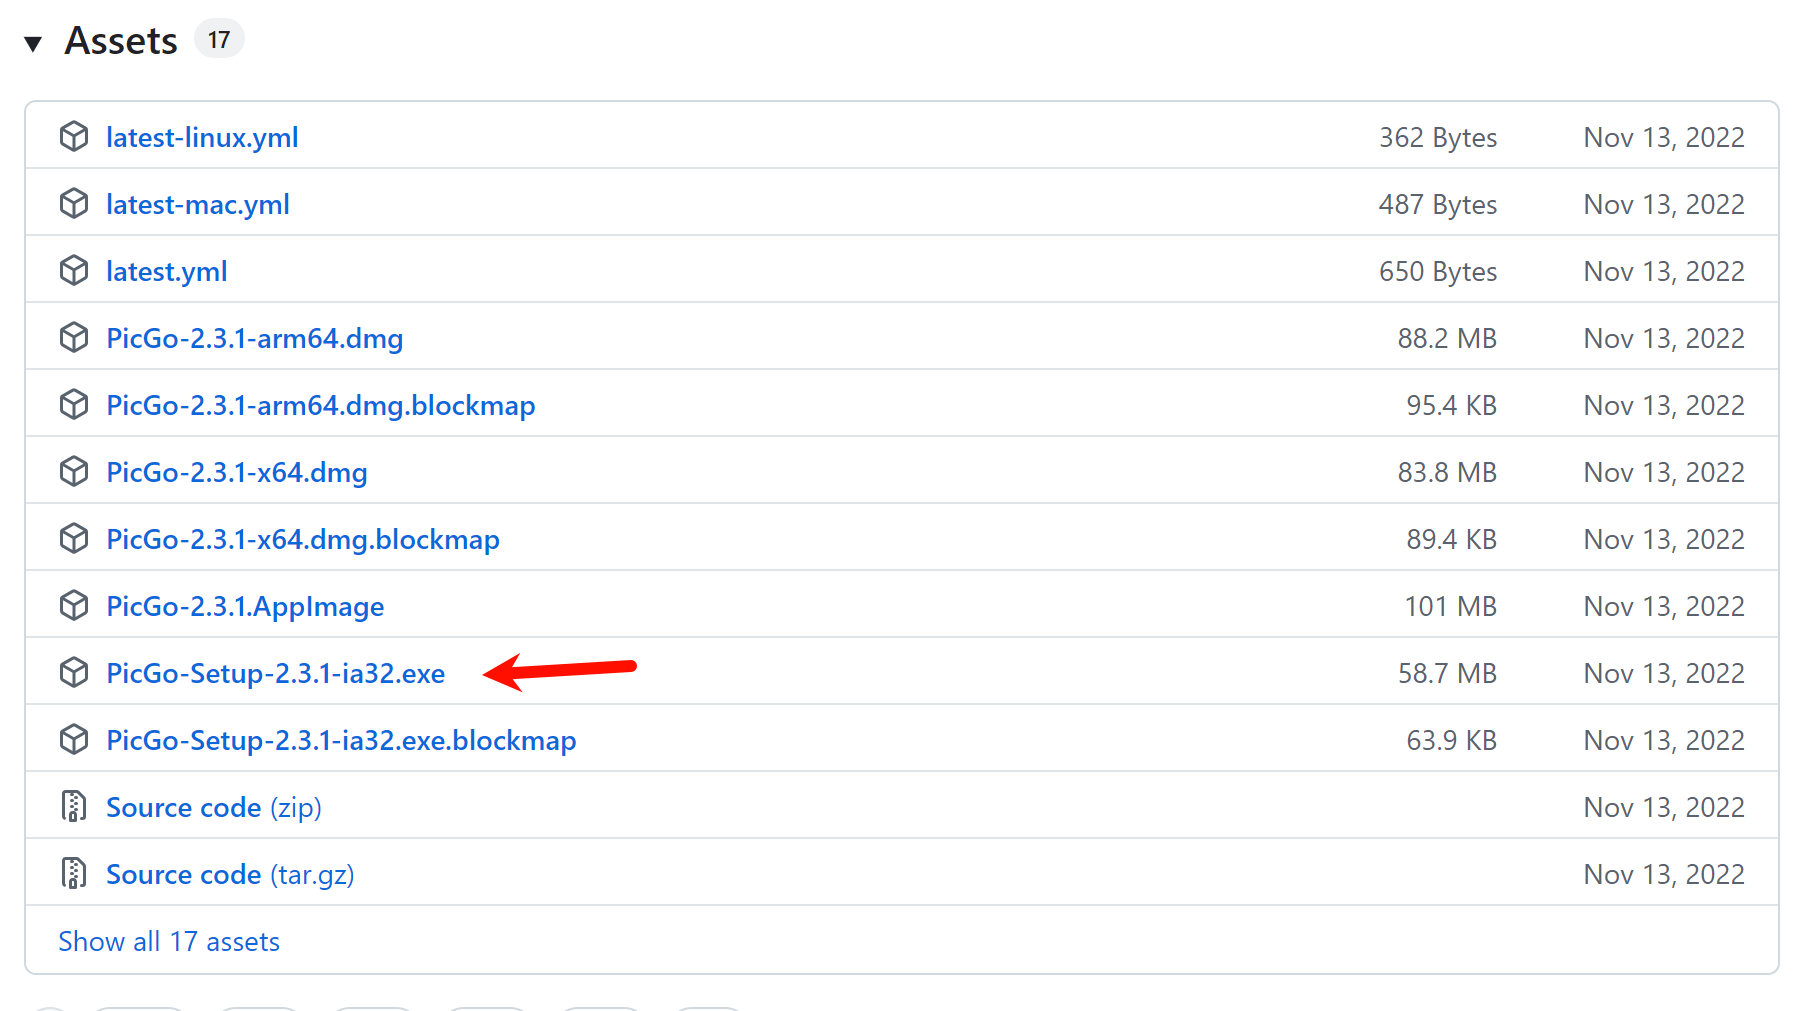 Assets 17
latest-linux.yml 362 Bytes Nov 13, 2022
latest-mac.yml 487 Bytes Nov 13, 2022
latest.yml 650 Bytes Nov 13, 2022
PicGo-2.3.1-arm64.dmg 88.2 MB Nov 13, 2022
PicGo-2.3.1-arm64.dmg.blockmap 95.4 KB Nov 13, 2022
PicGo-2.3.1-x64.dmg 83.8 MB Nov 13, 2022
PicGo-2.3.1-x64.dmg.blockmap 89.4 KB Nov 13, 2022
PicGo-2.3.1.AppImage 101 MB Nov 13, 2022
PicGo-Setup-2.3.1-ia32.exe 58.7 MB Nov 13, 2022
PicGo-Setup-2.3.1-ia32.exe.blockmap 63.9 KB Nov 13, 2022
Source code (zip) Nov 13, 2022
Source code (tar.gz) Nov 13, 2022
Show all 17 assets